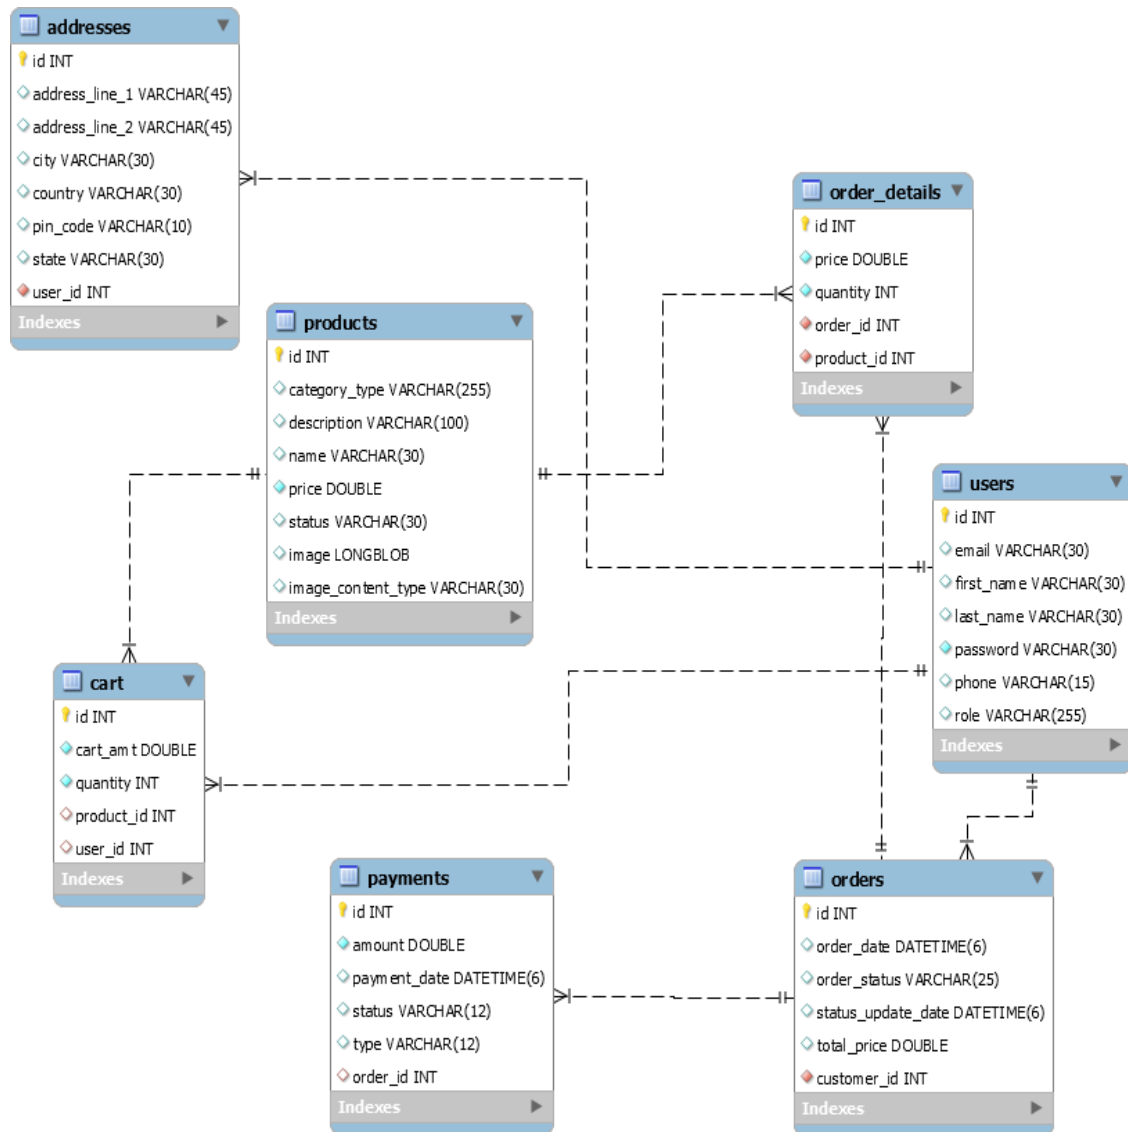 addresses
id INT
address_line_1 VARCHAR(45)
address_line_2 VARCHAR(45)
city VARCHAR(30)
country VARCHAR(30)
pin_code VARCHAR(10)
state VARCHAR(30)
user_id INT
Indexes
order_details
id INT
price DOUBLE
quantity INT
order_id INT
product_id INT
Indexes
products
id INT
category_type VARCHAR(255)
description VARCHAR(100)
name VARCHAR(30)
price DOUBLE
status VARCHAR(30)
image LONGBLOB
image_content_type VARCHAR(30)
Indexes
users
id INT
email VARCHAR(30)
first_name VARCHAR(30)
last_name VARCHAR(30)
password VARCHAR(30)
phone VARCHAR(15)
role VARCHAR(255)
Indexes
cart
id INT
cart_amt DOUBLE
quantity INT
product_id INT
user_id INT
Indexes
payments
id INT
amount DOUBLE
payment_date DATETIME(6)
status VARCHAR(12)
type VARCHAR(12)
order_id INT
Indexes
orders
id INT
order_date DATETIME(6)
order_status VARCHAR(25)
status_update_date DATETIME(6)
total_price DOUBLE
customer_id INT
Indexes